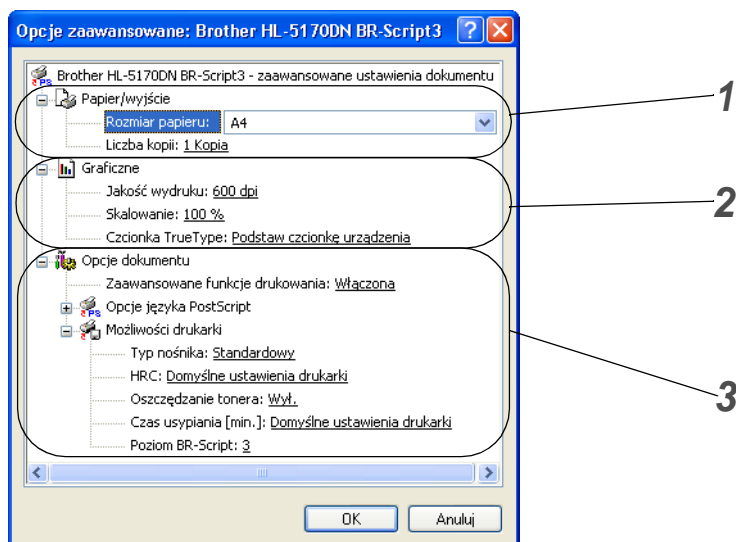 Opcje zaawansowane: Brother HL-5170DN BR-Script3
Brother HL-5170DN BR-Script3 - zaawansowane ustawienia dokumentu
Papier/wyjście
Rozmiar papieru: A4
Liczba kopii: 1 Kopia
1
Graficzne
Jakość wydruku: 600 dpi
Skalowanie: 100 %
Czcionka TrueType: Podstaw czcionkę urządzenia
2
Opcje dokumentu
Zaawansowane funkcje drukowania: Włączona
Opcje języka PostScript
Możliwości drukarki
Typ nośnika: Standardowy
HRC: Domyślne ustawienia drukarki
Oszczędzanie tonera: Wył.
Czas usypiania [min.]: Domyślne ustawienia drukarki
Poziom BR-Script: 3
3
OK Anuluj